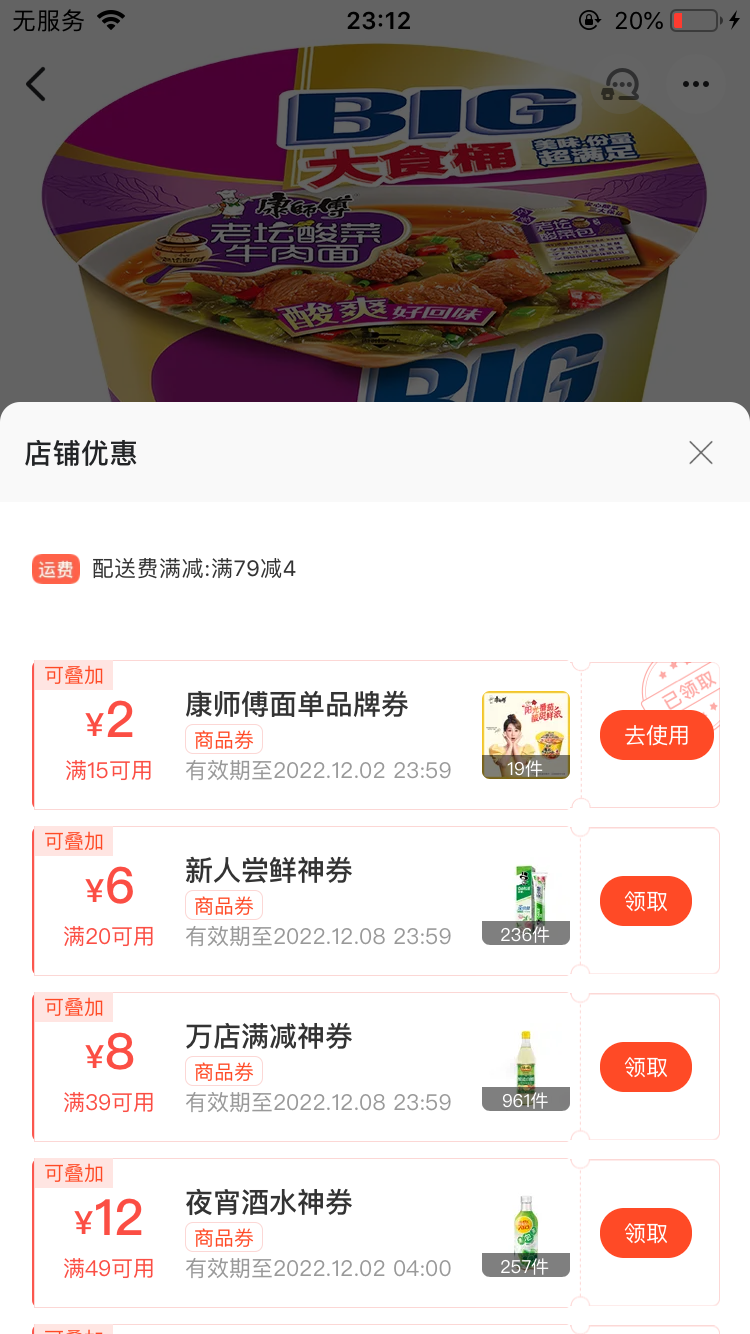 无服务
23:12
20%
BIG
大食桶
美味·份量
超满足
康师傅
老坛酸菜
牛肉面
老坛
酸菜包
酸爽 好回味
BIG
店铺优惠
运费 配送费满减:满79减4
可叠加
¥2
满15可用
康师傅面单品牌券
商品券
有效期至2022.12.02 23:59
19件
已领取
去使用
可叠加
¥6
满20可用
新人尝鲜神券
商品券
有效期至2022.12.08 23:59
236件
领取
可叠加
¥8
满39可用
万店满减神券
商品券
有效期至2022.12.08 23:59
961件
领取
可叠加
¥12
满49可用
夜宵酒水神券
商品券
有效期至2022.12.02 04:00
257件
领取
可叠加